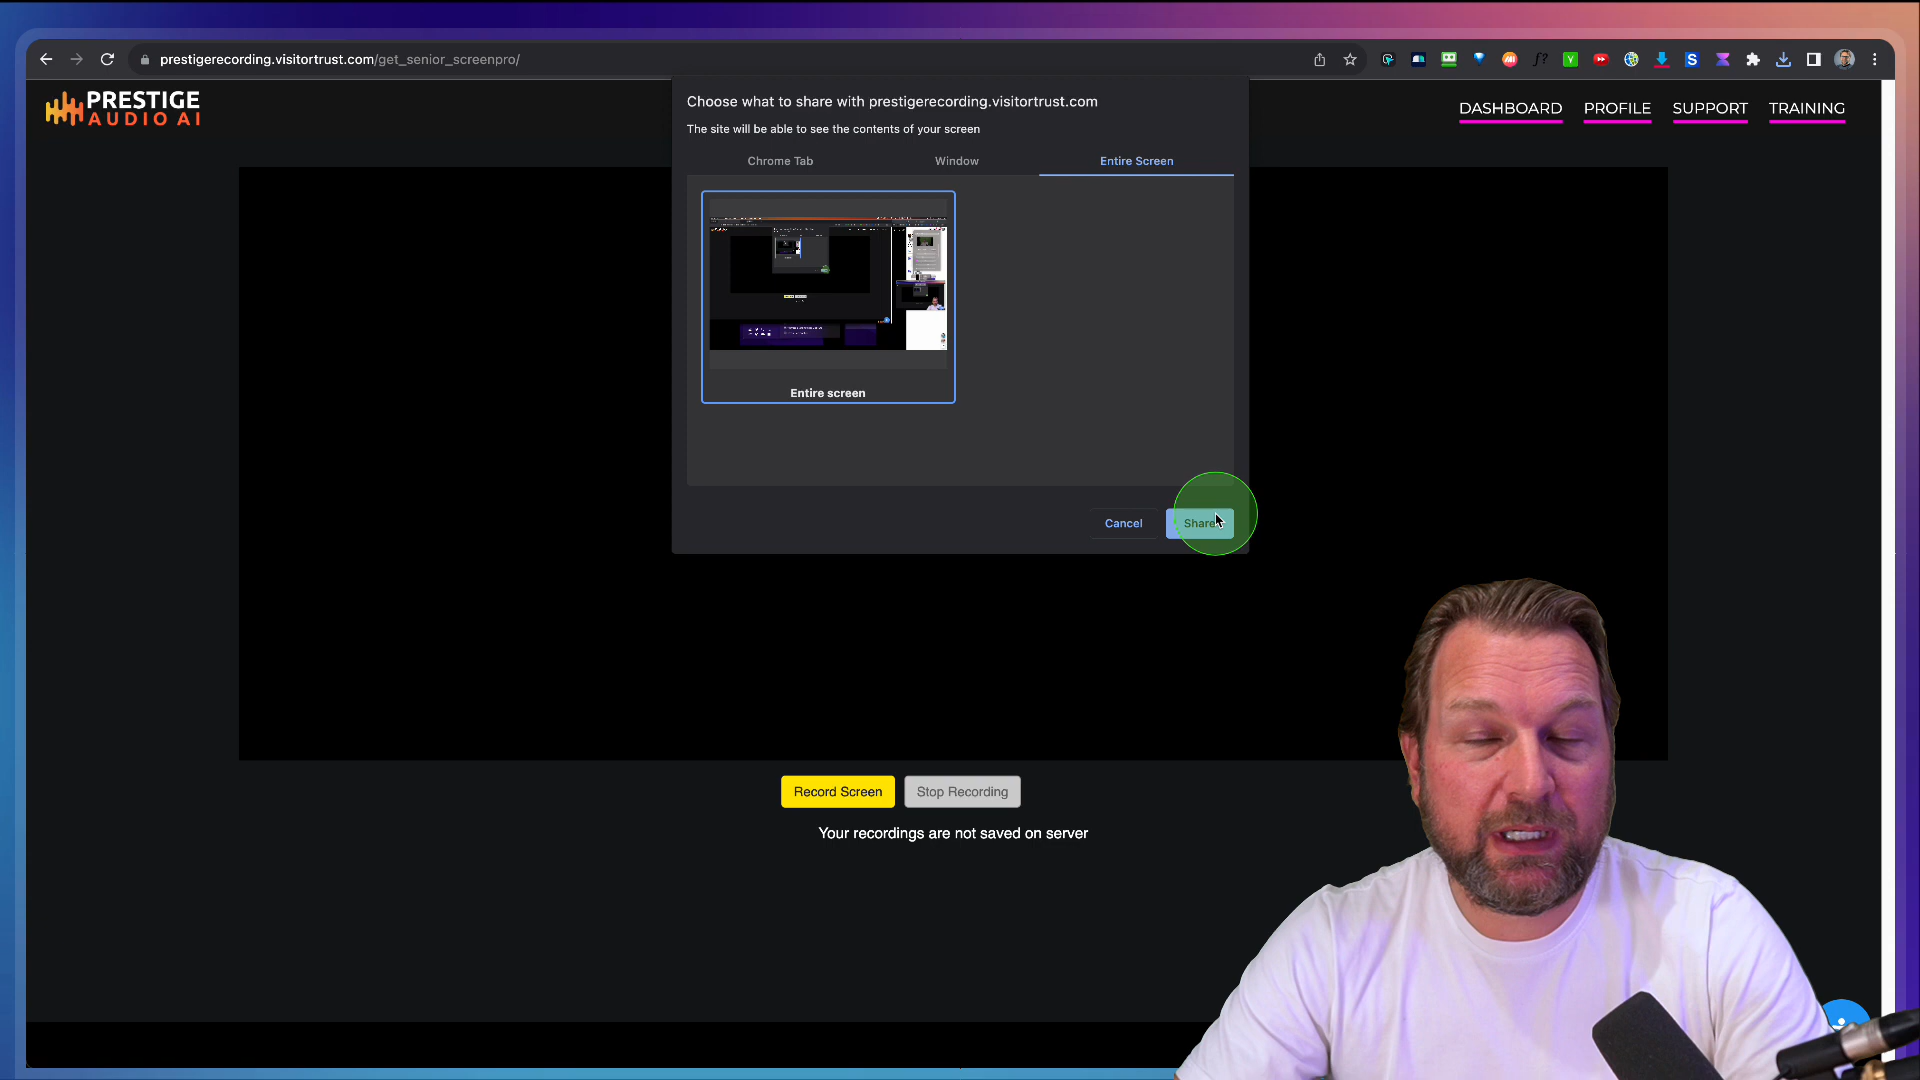 prestigerecording.visitortrust.com/get_senior_screenpro/
PRESTIGE
AUDIO AI
DASHBOARD
PROFILE
SUPPORT
TRAINING
Choose what to share with prestigerecording.visitortrust.com
The site will be able to see the contents of your screen
Chrome Tab
Window
Entire Screen
Entire screen
Cancel
Share
Record Screen
Stop Recording
Your recordings are not saved on server